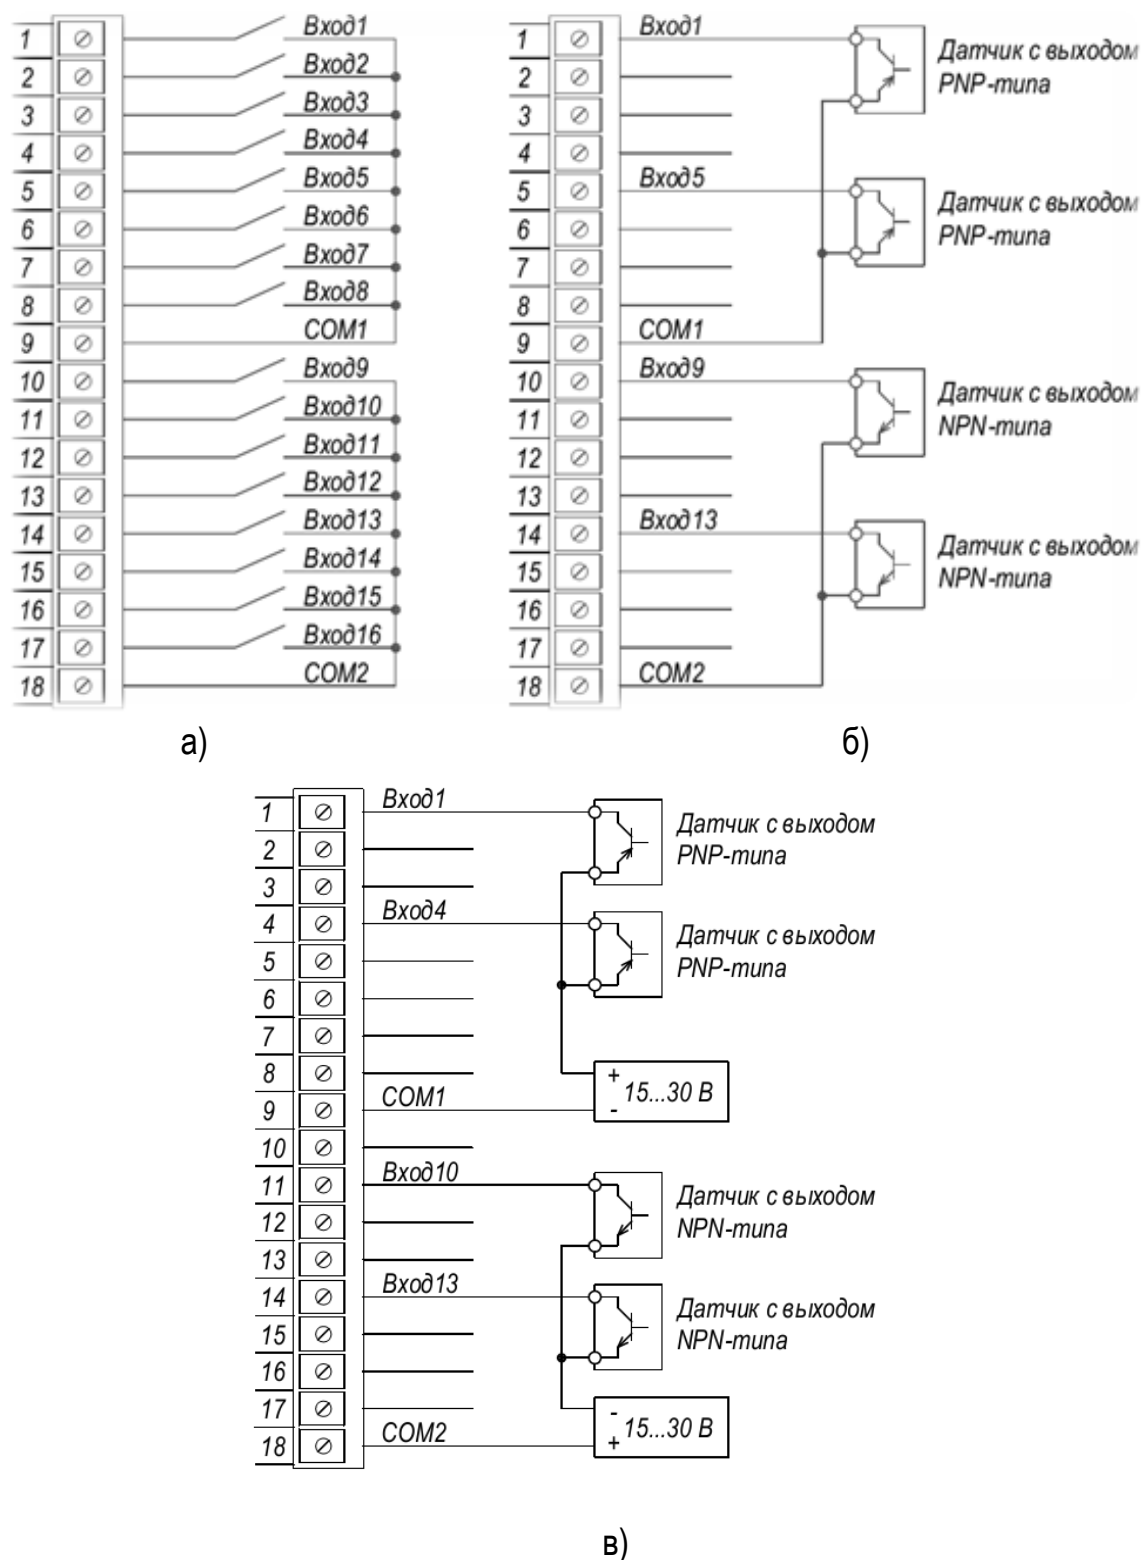 1 Вход1
2 Вход2
3 Вход3
4 Вход4
5 Вход5
6 Вход6
7 Вход7
8 Вход8
9 COM1
10 Вход9
11 Вход10
12 Вход11
13 Вход12
14 Вход13
15 Вход14
16 Вход15
17 Вход16
18 COM2
а)
1 Вход1
Датчик с выходом
2 PNP-типа
3
4
5 Вход5
Датчик с выходом
6 PNP-типа
7
8
9 COM1
10 Вход9
Датчик с выходом
11 NPN-типа
12
13
14 Вход13
Датчик с выходом
15 NPN-типа
16
17
18 COM2
б)
1 Вход1
Датчик с выходом
2 PNP-типа
3
4 Вход4
Датчик с выходом
5 PNP-типа
6
7
8 +
15...30 В
9 COM1 -
10
11 Вход10
Датчик с выходом
12 NPN-типа
13
14 Вход13
Датчик с выходом
15 NPN-типа
16
17 -
15...30 В
18 COM2 +
в)